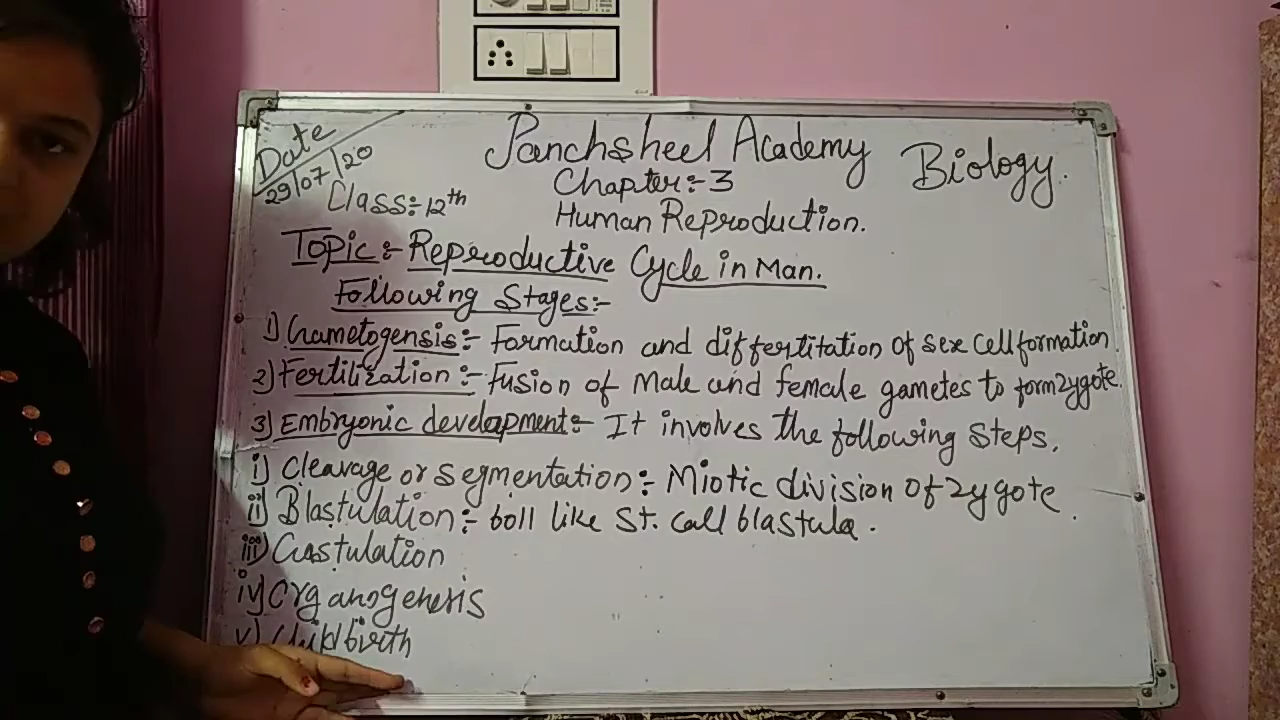 Date
29/07/20
Panchsheel Academy
Biology.
Chapter:-3
Class:-12th
Human Reproduction.
Topic:- Reproductive Cycle in Man.
Following Stages:-
1) Gametogensis:- Formation and differtitation of sex cell formation
2) Fertilization:- Fusion of Male and female gametes to form zygote.
3) Embryonic development:- It involves the following steps.
i) Cleavage or segmentation:- Miotic division of zygote.
ii) Blastulation:- boll like St. call blastula.
iii) Gastulation
iv) Organogenesis
v) Child birth